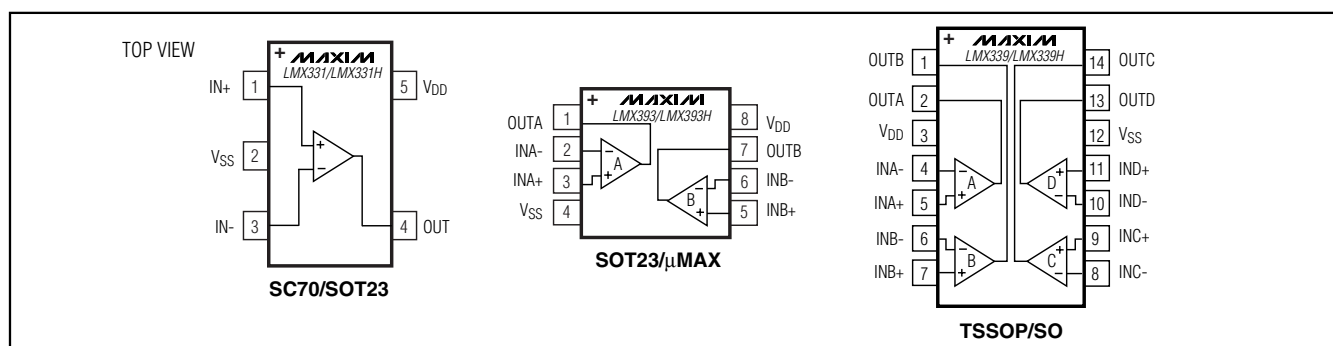 TOP VIEW
+ MAXIM
LMX331/LMX331H
IN+ 1
5 VDD
VSS 2
IN- 3
4 OUT
+
−
SC70/SOT23
+ MAXIM
LMX393/LMX393H
OUTA 1
8 VDD
INA- 2
7 OUTB
INA+ 3
6 INB-
VSS 4
5 INB+
− + A
− + B
SOT23/μMAX
+ MAXIM
LMX339/LMX339H
OUTB 1
14 OUTC
OUTA 2
13 OUTD
VDD 3
12 VSS
INA- 4
11 IND+
INA+ 5
10 IND-
INB- 6
9 INC+
INB+ 7
8 INC-
− + A
+ − D
− + B
+ − C
TSSOP/SO